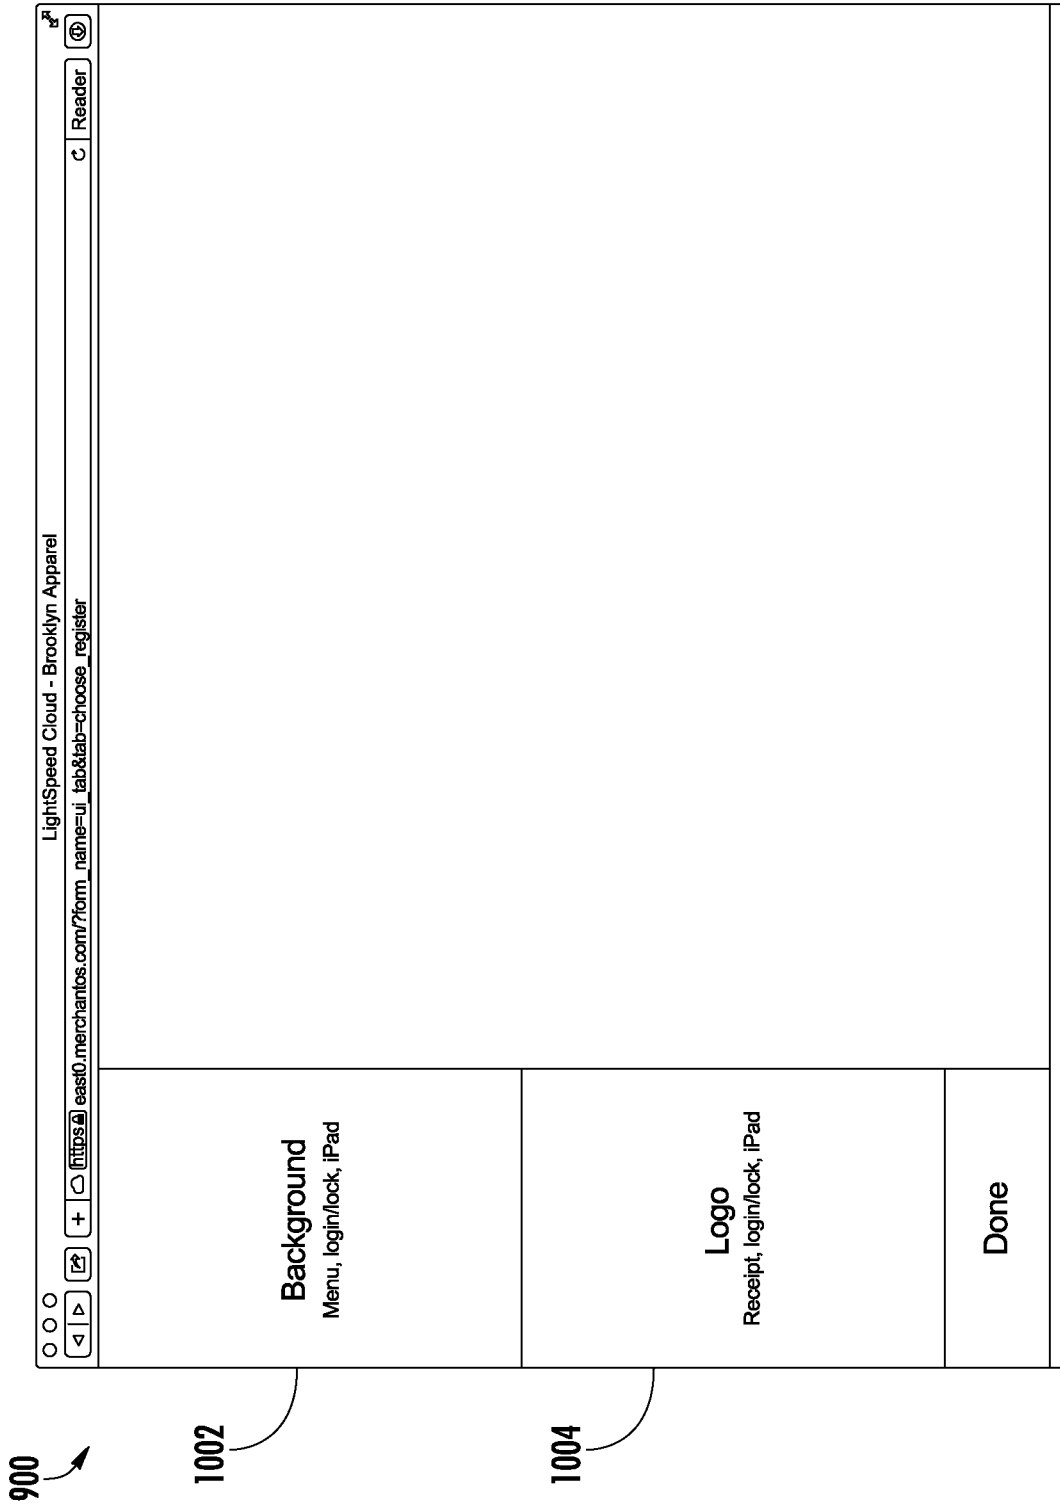 900
LightSpeed Cloud - Brooklyn Apparel
+ https east0.merchantos.com/?form_name=ui_tab&tab=choose_register Reader
1002
Background
Menu, login/lock, iPad
1004
Logo
Receipt, login/lock, iPad
Done